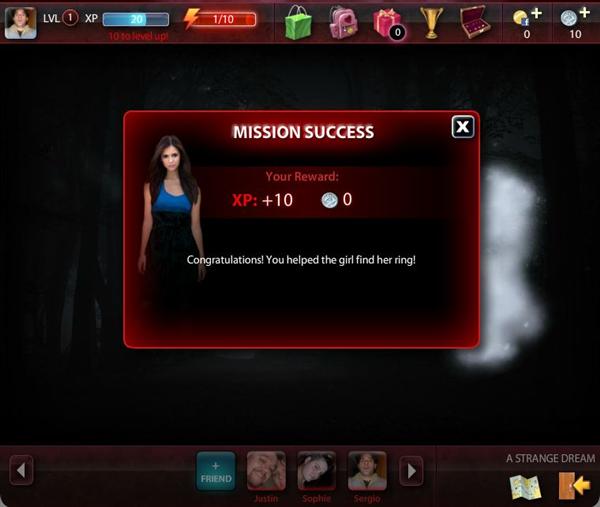 LVL 1 XP 20 1/10
10 to level up!
0
0
10
MISSION SUCCESS
X
Your Reward:
XP: +10 0
Congratulations! You helped the girl find her ring!
A STRANGE DREAM
+
FRIEND
Justin Sophie Sergio